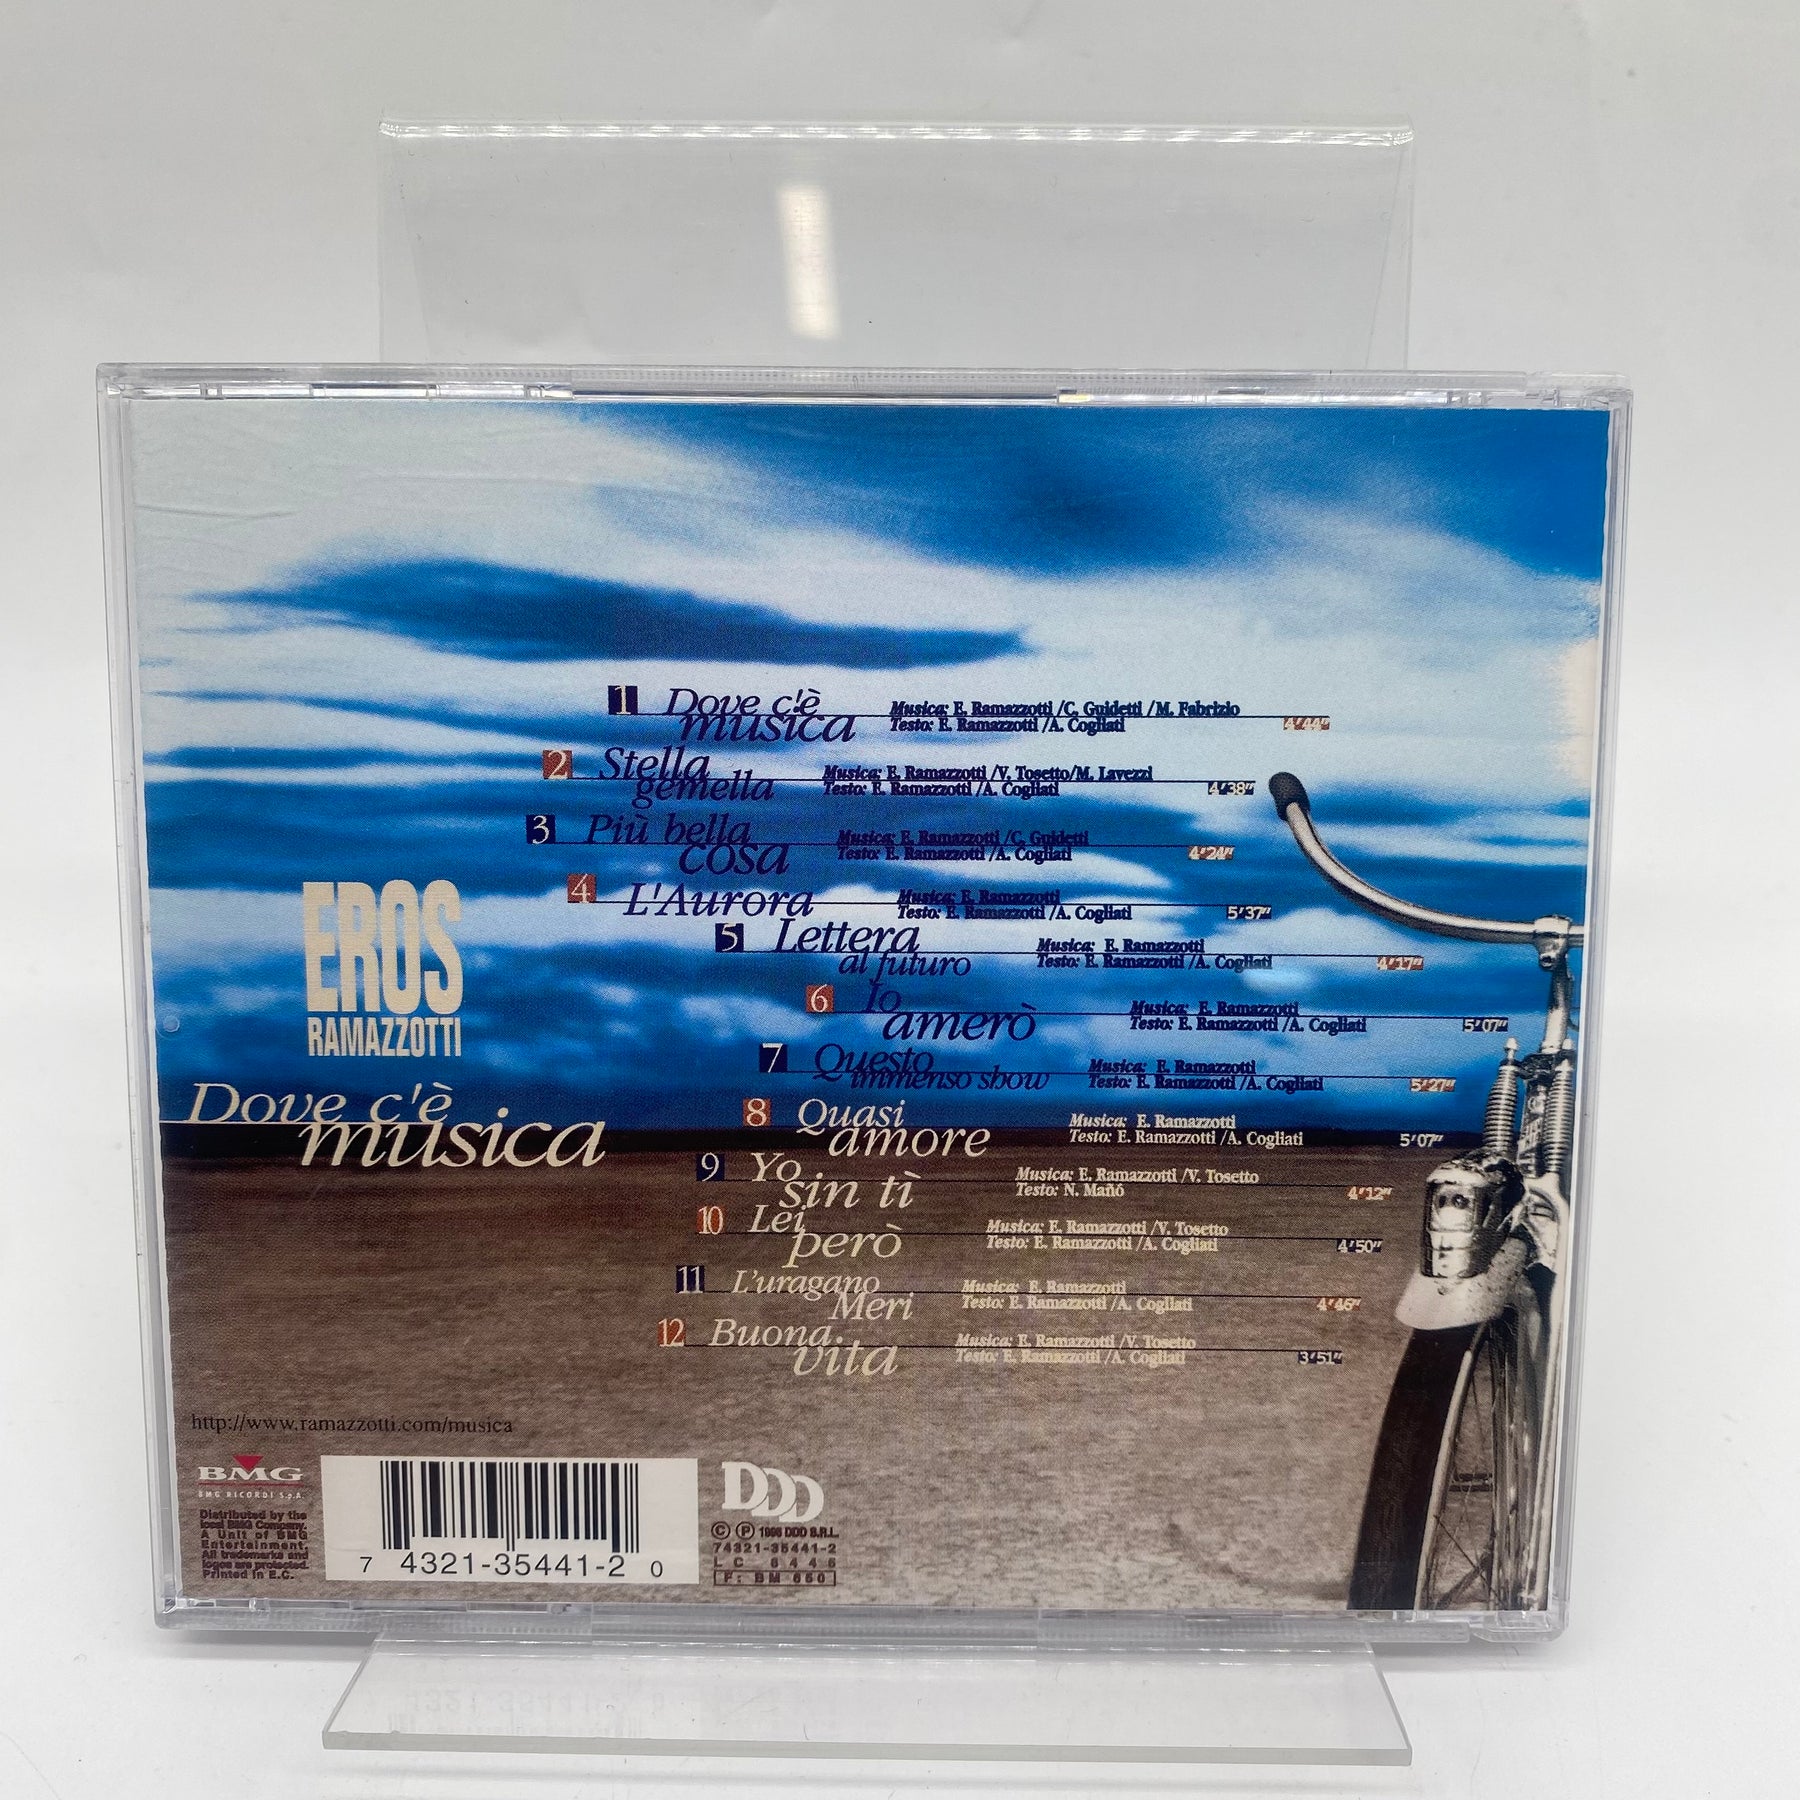 1 Dove c'è
musica
Musica: E. Ramazzotti /C. Guidetti /M. Fabrizio
Testo: E. Ramazzotti /A. Cogliati
4'44"
2 Stella
gemella
Musica: E. Ramazzotti /V. Tosetto/M. Lavezzi
Testo: E. Ramazzotti /A. Cogliati
4'38"
3 Più bella
cosa
Musica: E. Ramazzotti /C. Guidetti
Testo: E. Ramazzotti /A. Cogliati
4'24"
4 L'Aurora
Musica: E. Ramazzotti
Testo: E. Ramazzotti /A. Cogliati
5'37"
5 Lettera
al futuro
Musica: E. Ramazzotti
Testo: E. Ramazzotti /A. Cogliati
4'17"
6 Io
amerò
Musica: E. Ramazzotti
Testo: E. Ramazzotti /A. Cogliati
5'07"
7 Questo
immenso show
Musica: E. Ramazzotti
Testo: E. Ramazzotti /A. Cogliati
5'27"
8 Quasi
amore
Musica: E. Ramazzotti
Testo: E. Ramazzotti /A. Cogliati
5'07"
9 Yo
sin tì
Musica: E. Ramazzotti /V. Tosetto
Testo: N. Mañó
4'12"
10 Lei
però
Musica: E. Ramazzotti /V. Tosetto
Testo: E. Ramazzotti /A. Cogliati
4'50"
11 L'uragano
Meri
Musica: E. Ramazzotti
Testo: E. Ramazzotti /A. Cogliati
4'46"
12 Buona
vita
Musica: E. Ramazzotti /V. Tosetto
Testo: E. Ramazzotti /A. Cogliati
3'51"
EROS
RAMAZZOTTI
Dove c'è
musica
http://www.ramazzotti.com/musica
BMG
BMG RICORDI S.p.A.
Distributed by the
local BMG Company.
A Unit of BMG
Entertainment.
All trademarks and
logos are protected.
Printed in E.C.
7 4321-35441-2 0
DDD
© ℗ 1996 DDD S.R.L.
74321-35441-2
LC 8446
F: BM 650